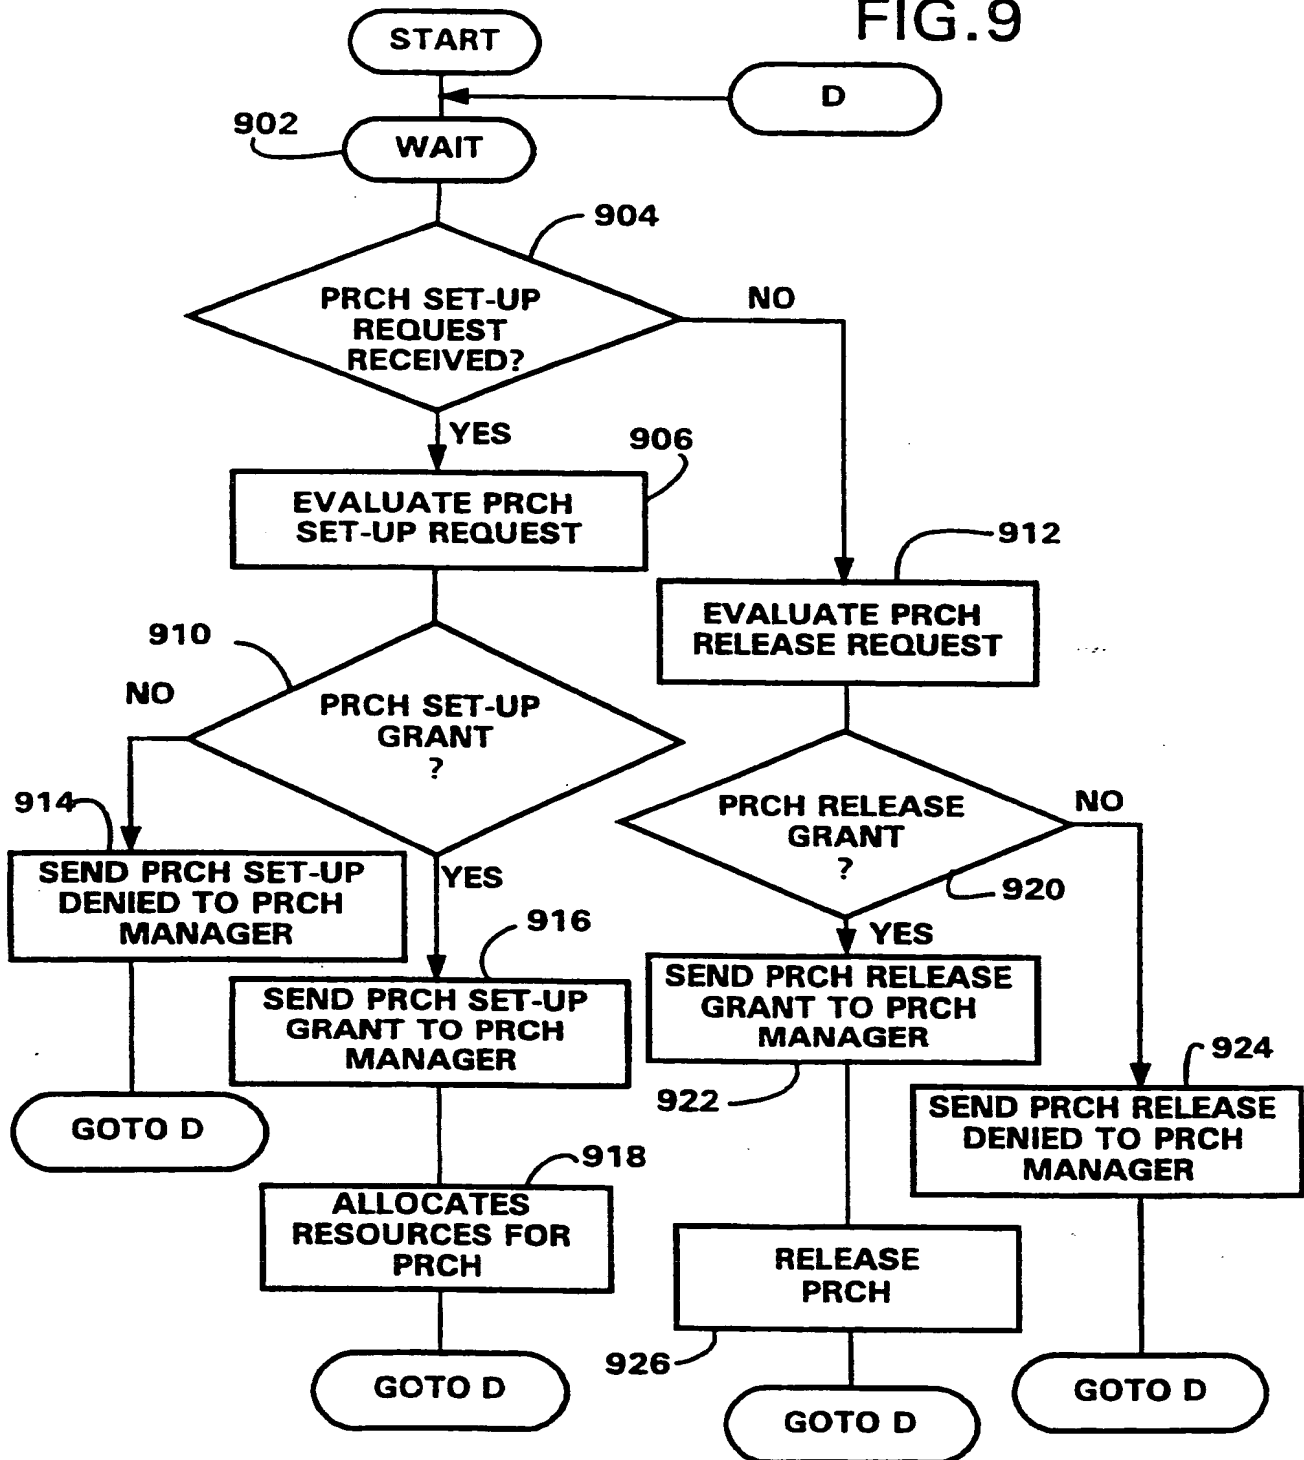 FIG.9
START
D
902
WAIT
904
PRCH SET-UP
REQUEST
RECEIVED?
NO
YES
906
EVALUATE PRCH
SET-UP REQUEST
912
EVALUATE PRCH
RELEASE REQUEST
910
NO
PRCH SET-UP
GRANT
?
YES
914
SEND PRCH SET-UP
DENIED TO PRCH
MANAGER
GOTO D
916
SEND PRCH SET-UP
GRANT TO PRCH
MANAGER
918
ALLOCATES
RESOURCES FOR
PRCH
GOTO D
PRCH RELEASE
GRANT
?
NO
920
YES
SEND PRCH RELEASE
GRANT TO PRCH
MANAGER
922
924
SEND PRCH RELEASE
DENIED TO PRCH
MANAGER
RELEASE
PRCH
926
GOTO D
GOTO D